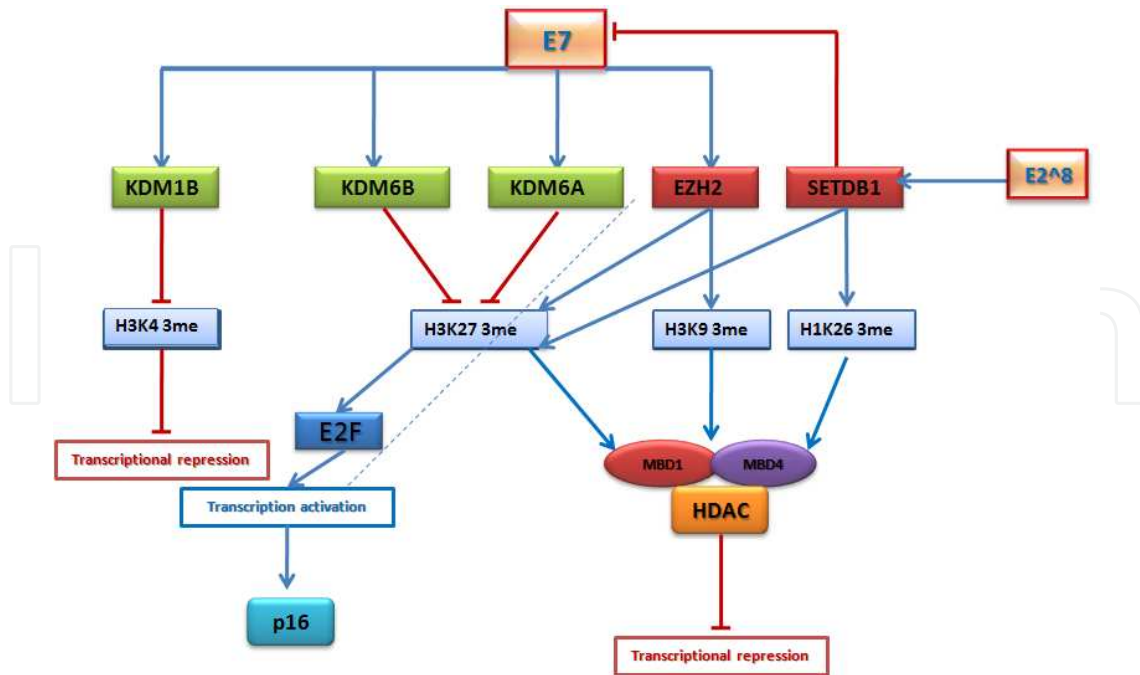 E7
KDM1B
KDM6B
KDM6A
EZH2
SETDB1
E2^8
H3K4 3me
H3K27 3me
H3K9 3me
H1K26 3me
E2F
Transcriptional repression
MBD1
MBD4
Transcription activation
HDAC
p16
Transcriptional repression